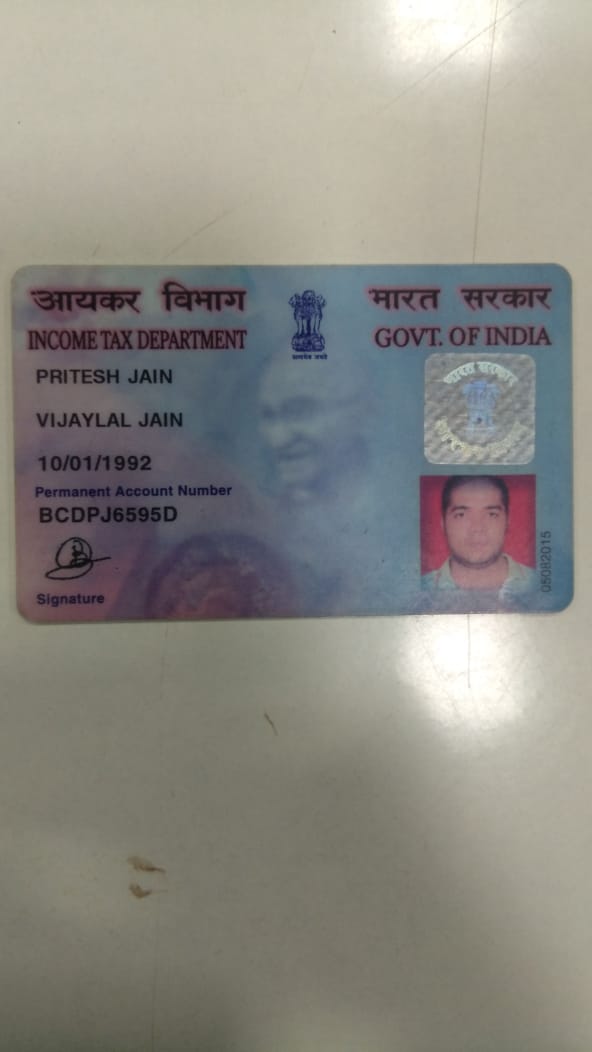 आयकर विभाग
भारत सरकार
INCOME TAX DEPARTMENT
GOVT. OF INDIA
सत्यमेव जयते
PRITESH JAIN
VIJAYLAL JAIN
10/01/1992
Permanent Account Number
BCDPJ6595D
Signature
05082015